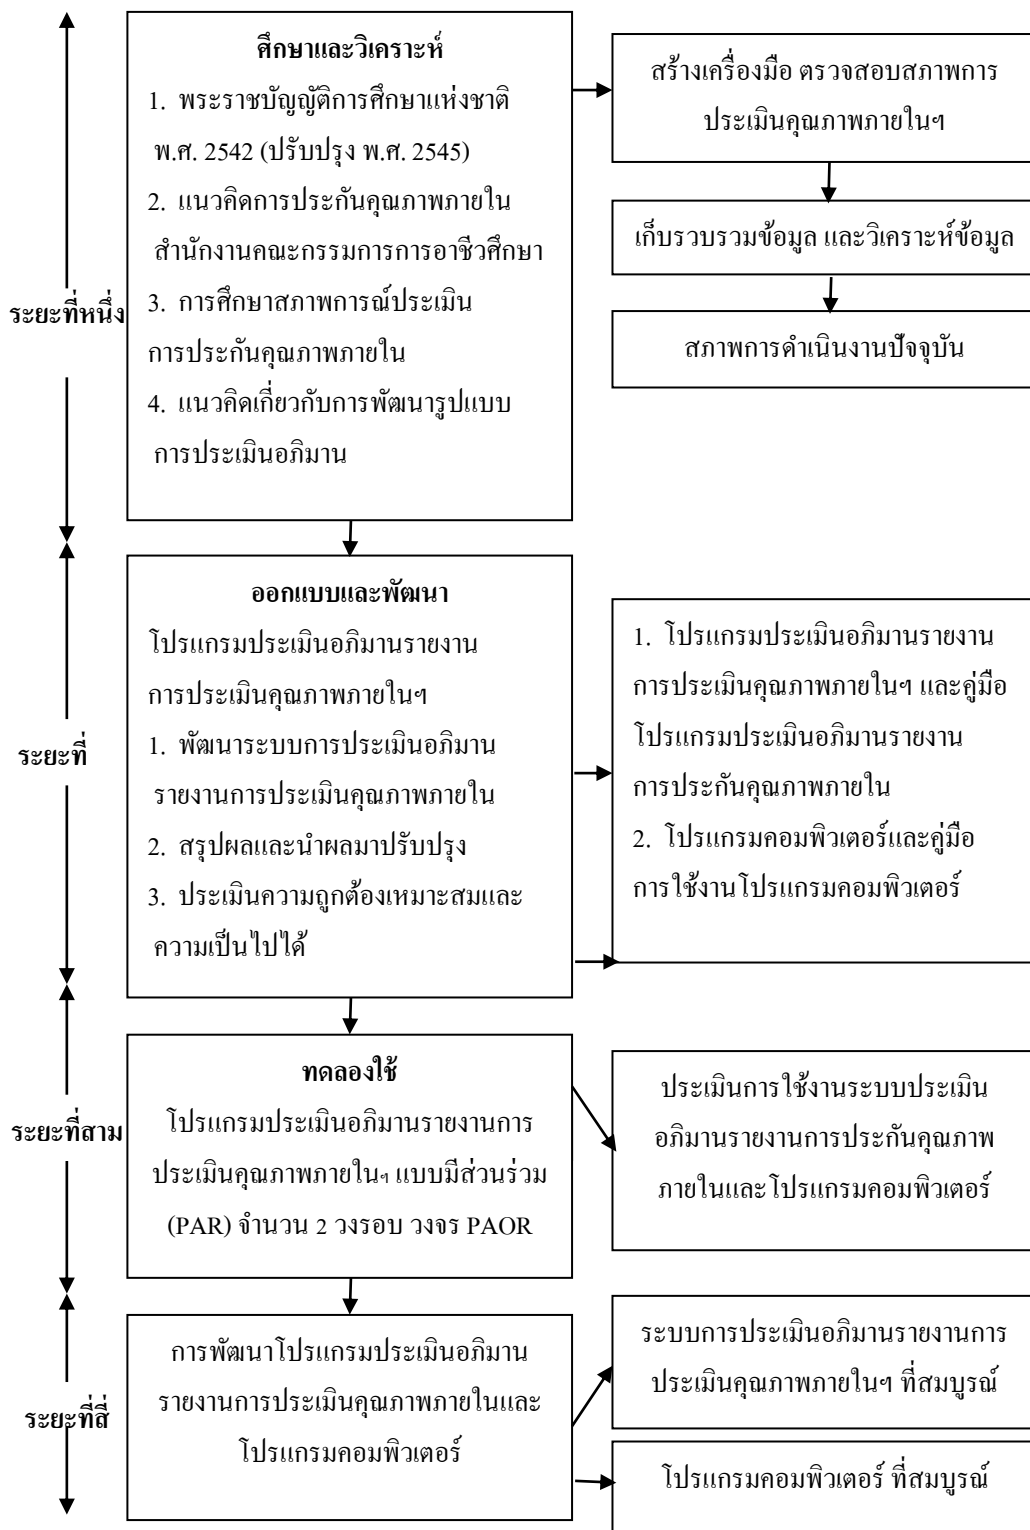 ระยะที่หนึ่ง
ศึกษาและวิเคราะห์
1. พระราชบัญญัติการศึกษาแห่งชาติ
พ.ศ. 2542 (ปรับปรุง พ.ศ. 2545)
2. แนวคิดการประกันคุณภาพภายใน
สำนักงานคณะกรรมการการอาชีวศึกษา
3. การศึกษาสภาพการณ์ประเมิน
การประกันคุณภาพภายใน
4. แนวคิดเกี่ยวกับการพัฒนารูปแบบ
การประเมินอภิมาน
สร้างเครื่องมือ ตรวจสอบสภาพการ
ประเมินคุณภาพภายในฯ
เก็บรวบรวมข้อมูล และวิเคราะห์ข้อมูล
สภาพการดำเนินงานปัจจุบัน
ระยะที่
ออกแบบและพัฒนา
โปรแกรมประเมินอภิมานรายงาน
การประเมินคุณภาพภายในฯ
1. พัฒนาระบบการประเมินอภิมาน
รายงานการประเมินคุณภาพภายใน
2. สรุปผลและนำผลมาปรับปรุง
3. ประเมินความถูกต้องเหมาะสมและ
ความเป็นไปได้
1. โปรแกรมประเมินอภิมานรายงาน
การประเมินคุณภาพภายในฯ และคู่มือ
โปรแกรมประเมินอภิมานรายงาน
การประกันคุณภาพภายใน
2. โปรแกรมคอมพิวเตอร์และคู่มือ
การใช้งานโปรแกรมคอมพิวเตอร์
ระยะที่สาม
ทดลองใช้
โปรแกรมประเมินอภิมานรายงานการ
ประเมินคุณภาพภายในฯ แบบมีส่วนร่วม
(PAR) จำนวน 2 วงรอบ วงจร PAOR
ประเมินการใช้งานระบบประเมิน
อภิมานรายงานการประกันคุณภาพ
ภายในและโปรแกรมคอมพิวเตอร์
ระยะที่สี่
การพัฒนาโปรแกรมประเมินอภิมาน
รายงานการประเมินคุณภาพภายในและ
โปรแกรมคอมพิวเตอร์
ระบบการประเมินอภิมานรายงานการ
ประเมินคุณภาพภายในฯ ที่สมบูรณ์
โปรแกรมคอมพิวเตอร์ ที่สมบูรณ์